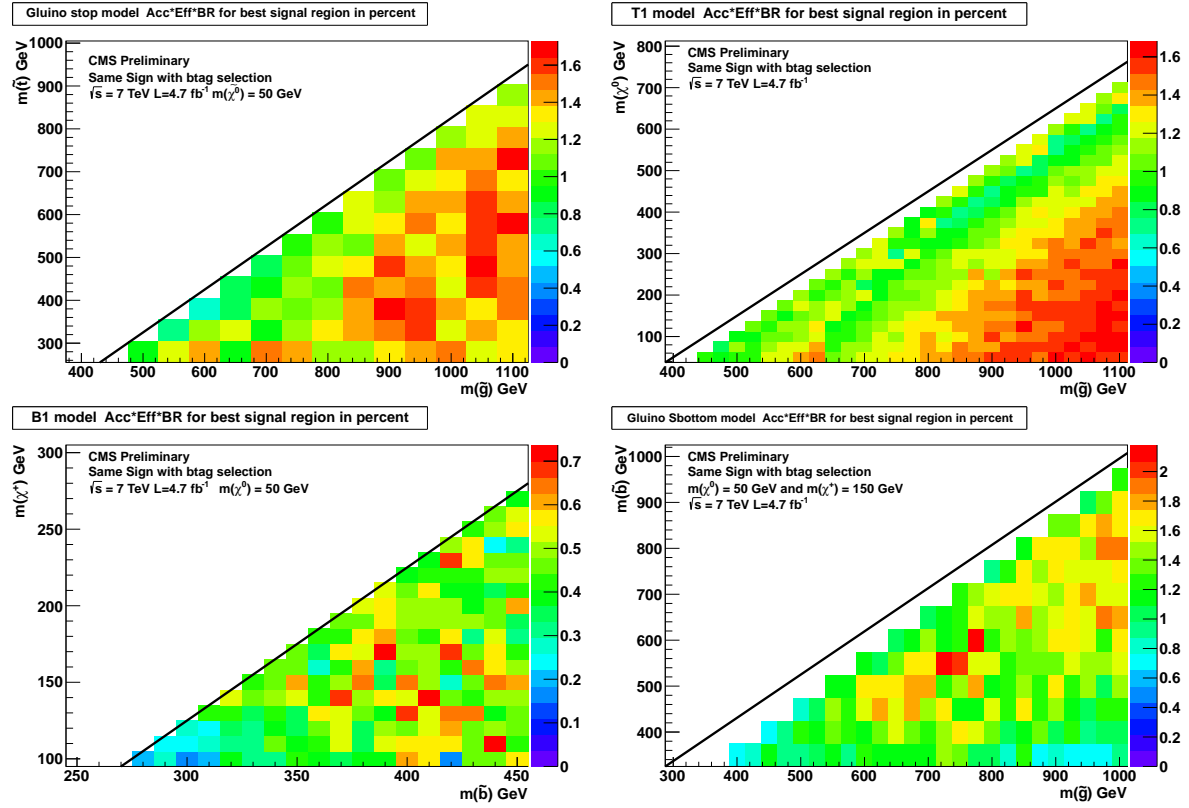 Gluino stop model Acc*Eff*BR for best signal region in percent
CMS Preliminary
Same Sign with btag selection
√s = 7 TeV L=4.7 fb⁻¹ m(χ̃⁰) = 50 GeV
m(t̃) GeV
1000
900
800
700
600
500
400
300
400 500 600 700 800 900 1000 1100
m(g̃) GeV
1.6
1.4
1.2
1
0.8
0.6
0.4
0.2
0
T1 model Acc*Eff*BR for best signal region in percent
CMS Preliminary
Same Sign with btag selection
√s = 7 TeV L=4.7 fb⁻¹
m(χ⁰) GeV
800
700
600
500
400
300
200
100
400 500 600 700 800 900 1000 1100
m(g̃) GeV
1.6
1.4
1.2
1
0.8
0.6
0.4
0.2
0
B1 model Acc*Eff*BR for best signal region in percent
CMS Preliminary
Same Sign with btag selection
√s = 7 TeV L=4.7 fb⁻¹ m(χ⁰) = 50 GeV
m(χ⁺) GeV
300
250
200
150
100
250 300 350 400 450
m(b̃) GeV
0.7
0.6
0.5
0.4
0.3
0.2
0.1
0
Gluino Sbottom model Acc*Eff*BR for best signal region in percent
CMS Preliminary
Same Sign with btag selection
m(χ⁰) = 50 GeV and m(χ⁺) = 150 GeV
√s = 7 TeV L=4.7 fb⁻¹
m(b̃) GeV
1000
900
800
700
600
500
400
300 400 500 600 700 800 900 1000
m(g̃) GeV
2
1.8
1.6
1.4
1.2
1
0.8
0.6
0.4
0.2
0